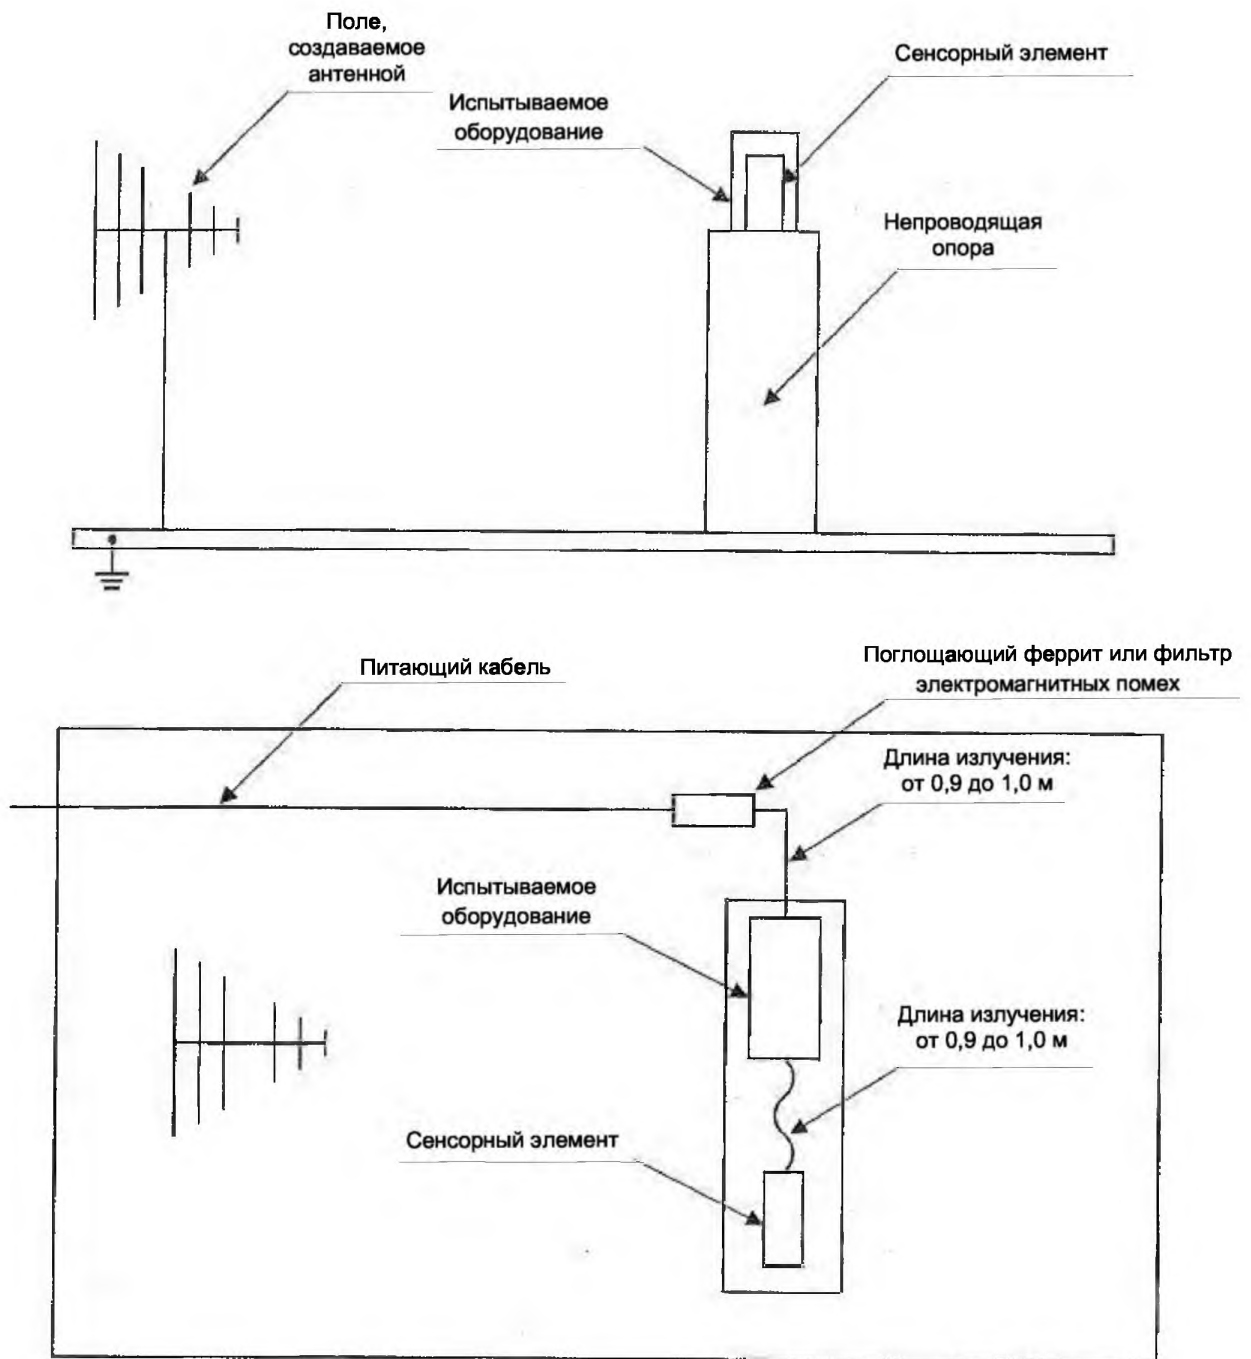 Поле,
создаваемое
антенной
Сенсорный элемент
Испытываемое
оборудование
Непроводящая
опора
Питающий кабель
Поглощающий феррит или фильтр
электромагнитных помех
Длина излучения:
от 0,9 до 1,0 м
Испытываемое
оборудование
Длина излучения:
от 0,9 до 1,0 м
Сенсорный элемент